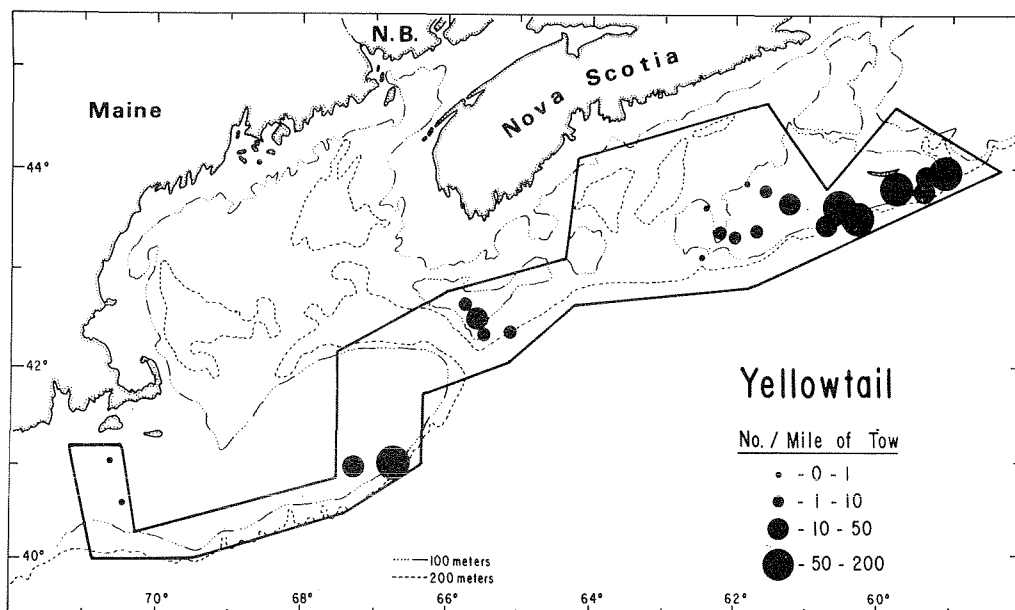 N.B.
Nova Scotia
Maine
44°
42°
40°
Yellowtail
No. / Mile of Tow
- 0 - 1
- 1 - 10
- 10 - 50
- 50 - 200
100 meters
200 meters
70° 68° 66° 64° 62° 60°